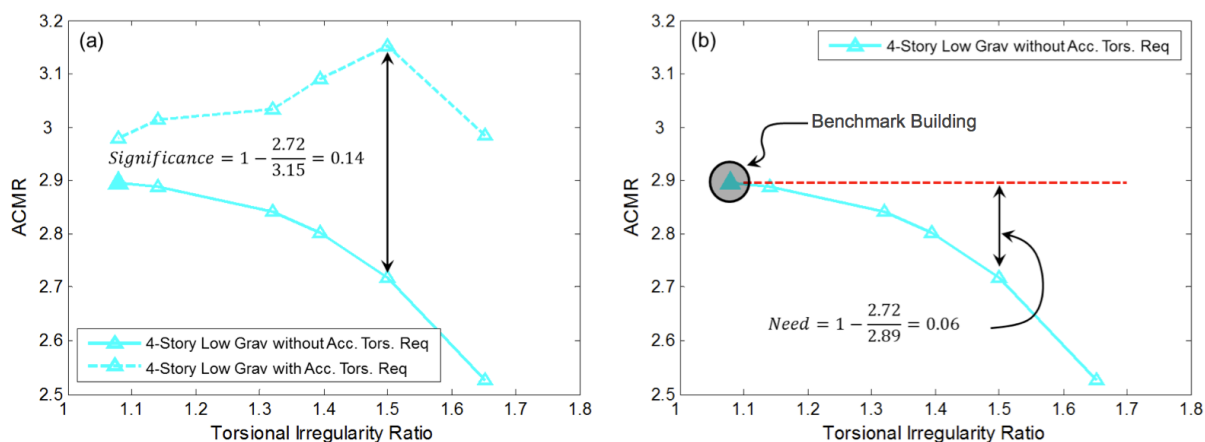 (a)
ACMR
3.2
3.1
3
2.9
2.8
2.7
2.6
2.5
Significance = 1 − 2.72/3.15 = 0.14
4-Story Low Grav without Acc. Tors. Req
4-Story Low Grav with Acc. Tors. Req
1 1.1 1.2 1.3 1.4 1.5 1.6 1.7 1.8
Torsional Irregularity Ratio
(b)
4-Story Low Grav without Acc. Tors. Req
Benchmark Building
ACMR
3.2
3.1
3
2.9
2.8
2.7
2.6
2.5
Need = 1 − 2.72/2.89 = 0.06
1 1.1 1.2 1.3 1.4 1.5 1.6 1.7 1.8
Torsional Irregularity Ratio